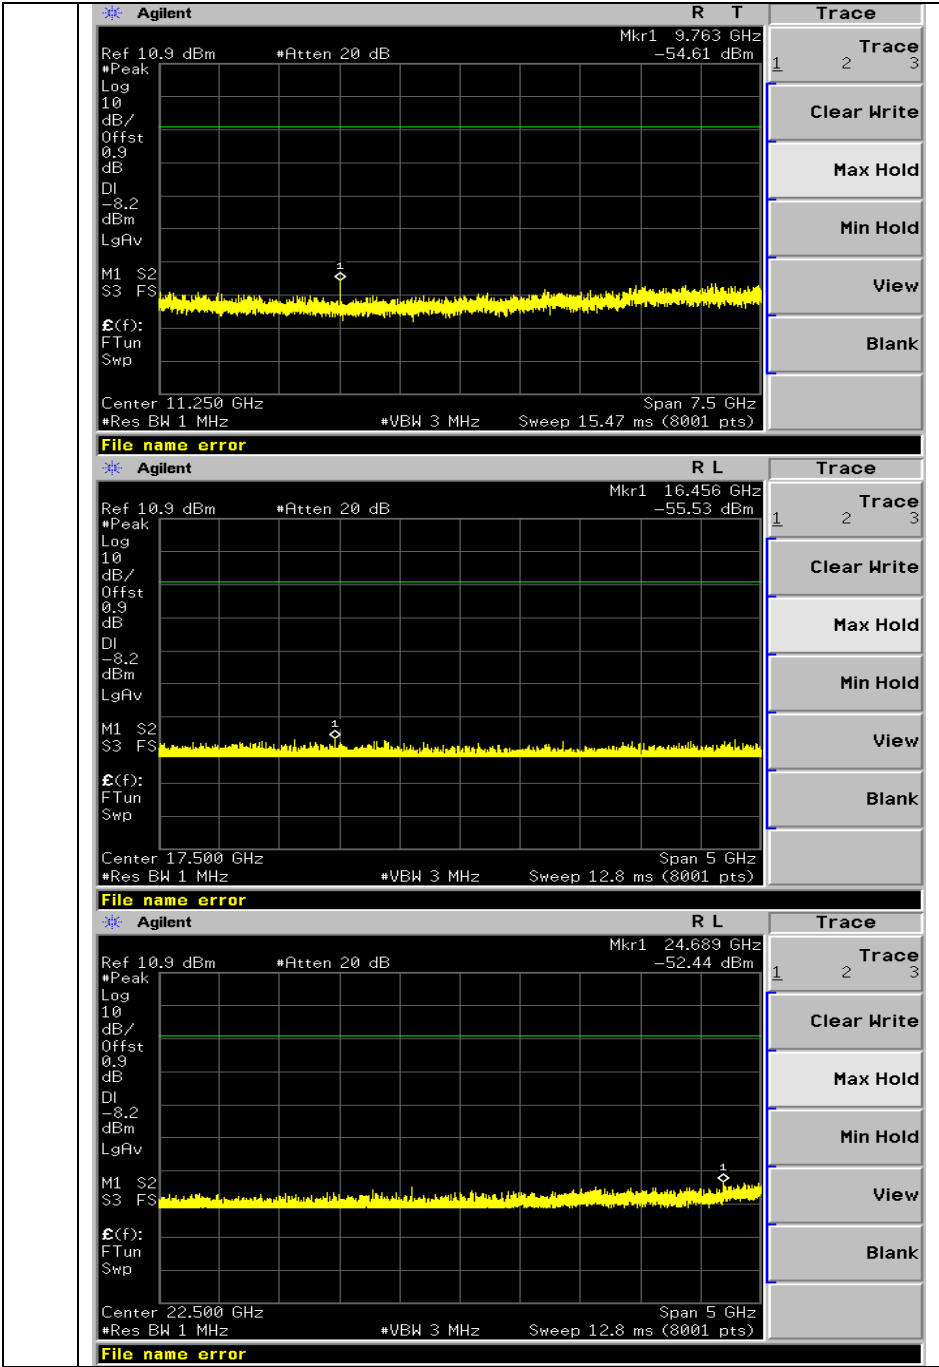 Agilent R T Trace
Mkr1 9.763 GHz
Ref 10.9 dBm #Atten 20 dB -54.61 dBm
#Peak
Log
10
dB/
Offst
0.9
dB
DI
-8.2
dBm
LgAv
M1 S2
S3 FS
£(f):
FTun
Swp
1
Center 11.250 GHz Span 7.5 GHz
#Res BW 1 MHz #VBW 3 MHz Sweep 15.47 ms (8001 pts)
File name error
Trace
1 2 3
Clear Write
Max Hold
Min Hold
View
Blank
Agilent R L Trace
Mkr1 16.456 GHz
Ref 10.9 dBm #Atten 20 dB -55.53 dBm
#Peak
Log
10
dB/
Offst
0.9
dB
DI
-8.2
dBm
LgAv
M1 S2
S3 FS
£(f):
FTun
Swp
1
Center 17.500 GHz Span 5 GHz
#Res BW 1 MHz #VBW 3 MHz Sweep 12.8 ms (8001 pts)
File name error
Trace
1 2 3
Clear Write
Max Hold
Min Hold
View
Blank
Agilent R L Trace
Mkr1 24.689 GHz
Ref 10.9 dBm #Atten 20 dB -52.44 dBm
#Peak
Log
10
dB/
Offst
0.9
dB
DI
-8.2
dBm
LgAv
M1 S2
S3 FS
£(f):
FTun
Swp
1
Center 22.500 GHz Span 5 GHz
#Res BW 1 MHz #VBW 3 MHz Sweep 12.8 ms (8001 pts)
File name error
Trace
1 2 3
Clear Write
Max Hold
Min Hold
View
Blank